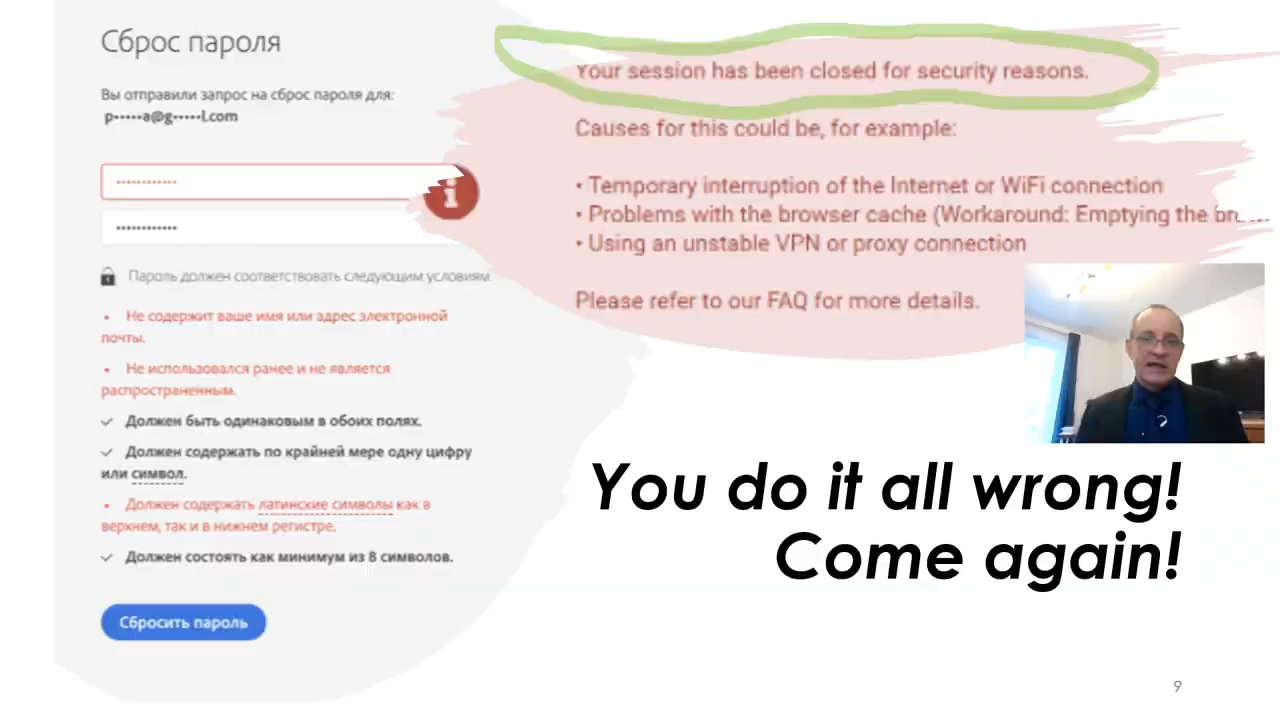 Сброс пароля
Вы отправили запрос на сброс пароля для:
p•••••a@g•••••l.com
••••••••••••
••••••••••••
Пароль должен соответствовать следующим условиям
• Не содержит ваше имя или адрес электронной
почты.
• Не использовался ранее и не является
распространенным.
✓ Должен быть одинаковым в обоих полях.
✓ Должен содержать по крайней мере одну цифру
или символ.
• Должен содержать латинские символы как в
верхнем, так и в нижнем регистре.
✓ Должен состоять как минимум из 8 символов.
Сбросить пароль
i
Your session has been closed for security reasons.
Causes for this could be, for example:
• Temporary interruption of the Internet or WiFi connection
• Problems with the browser cache (Workaround: Emptying the
• Using an unstable VPN or proxy connection
Please refer to our FAQ for more details.
You do it all wrong!
Come again!
9